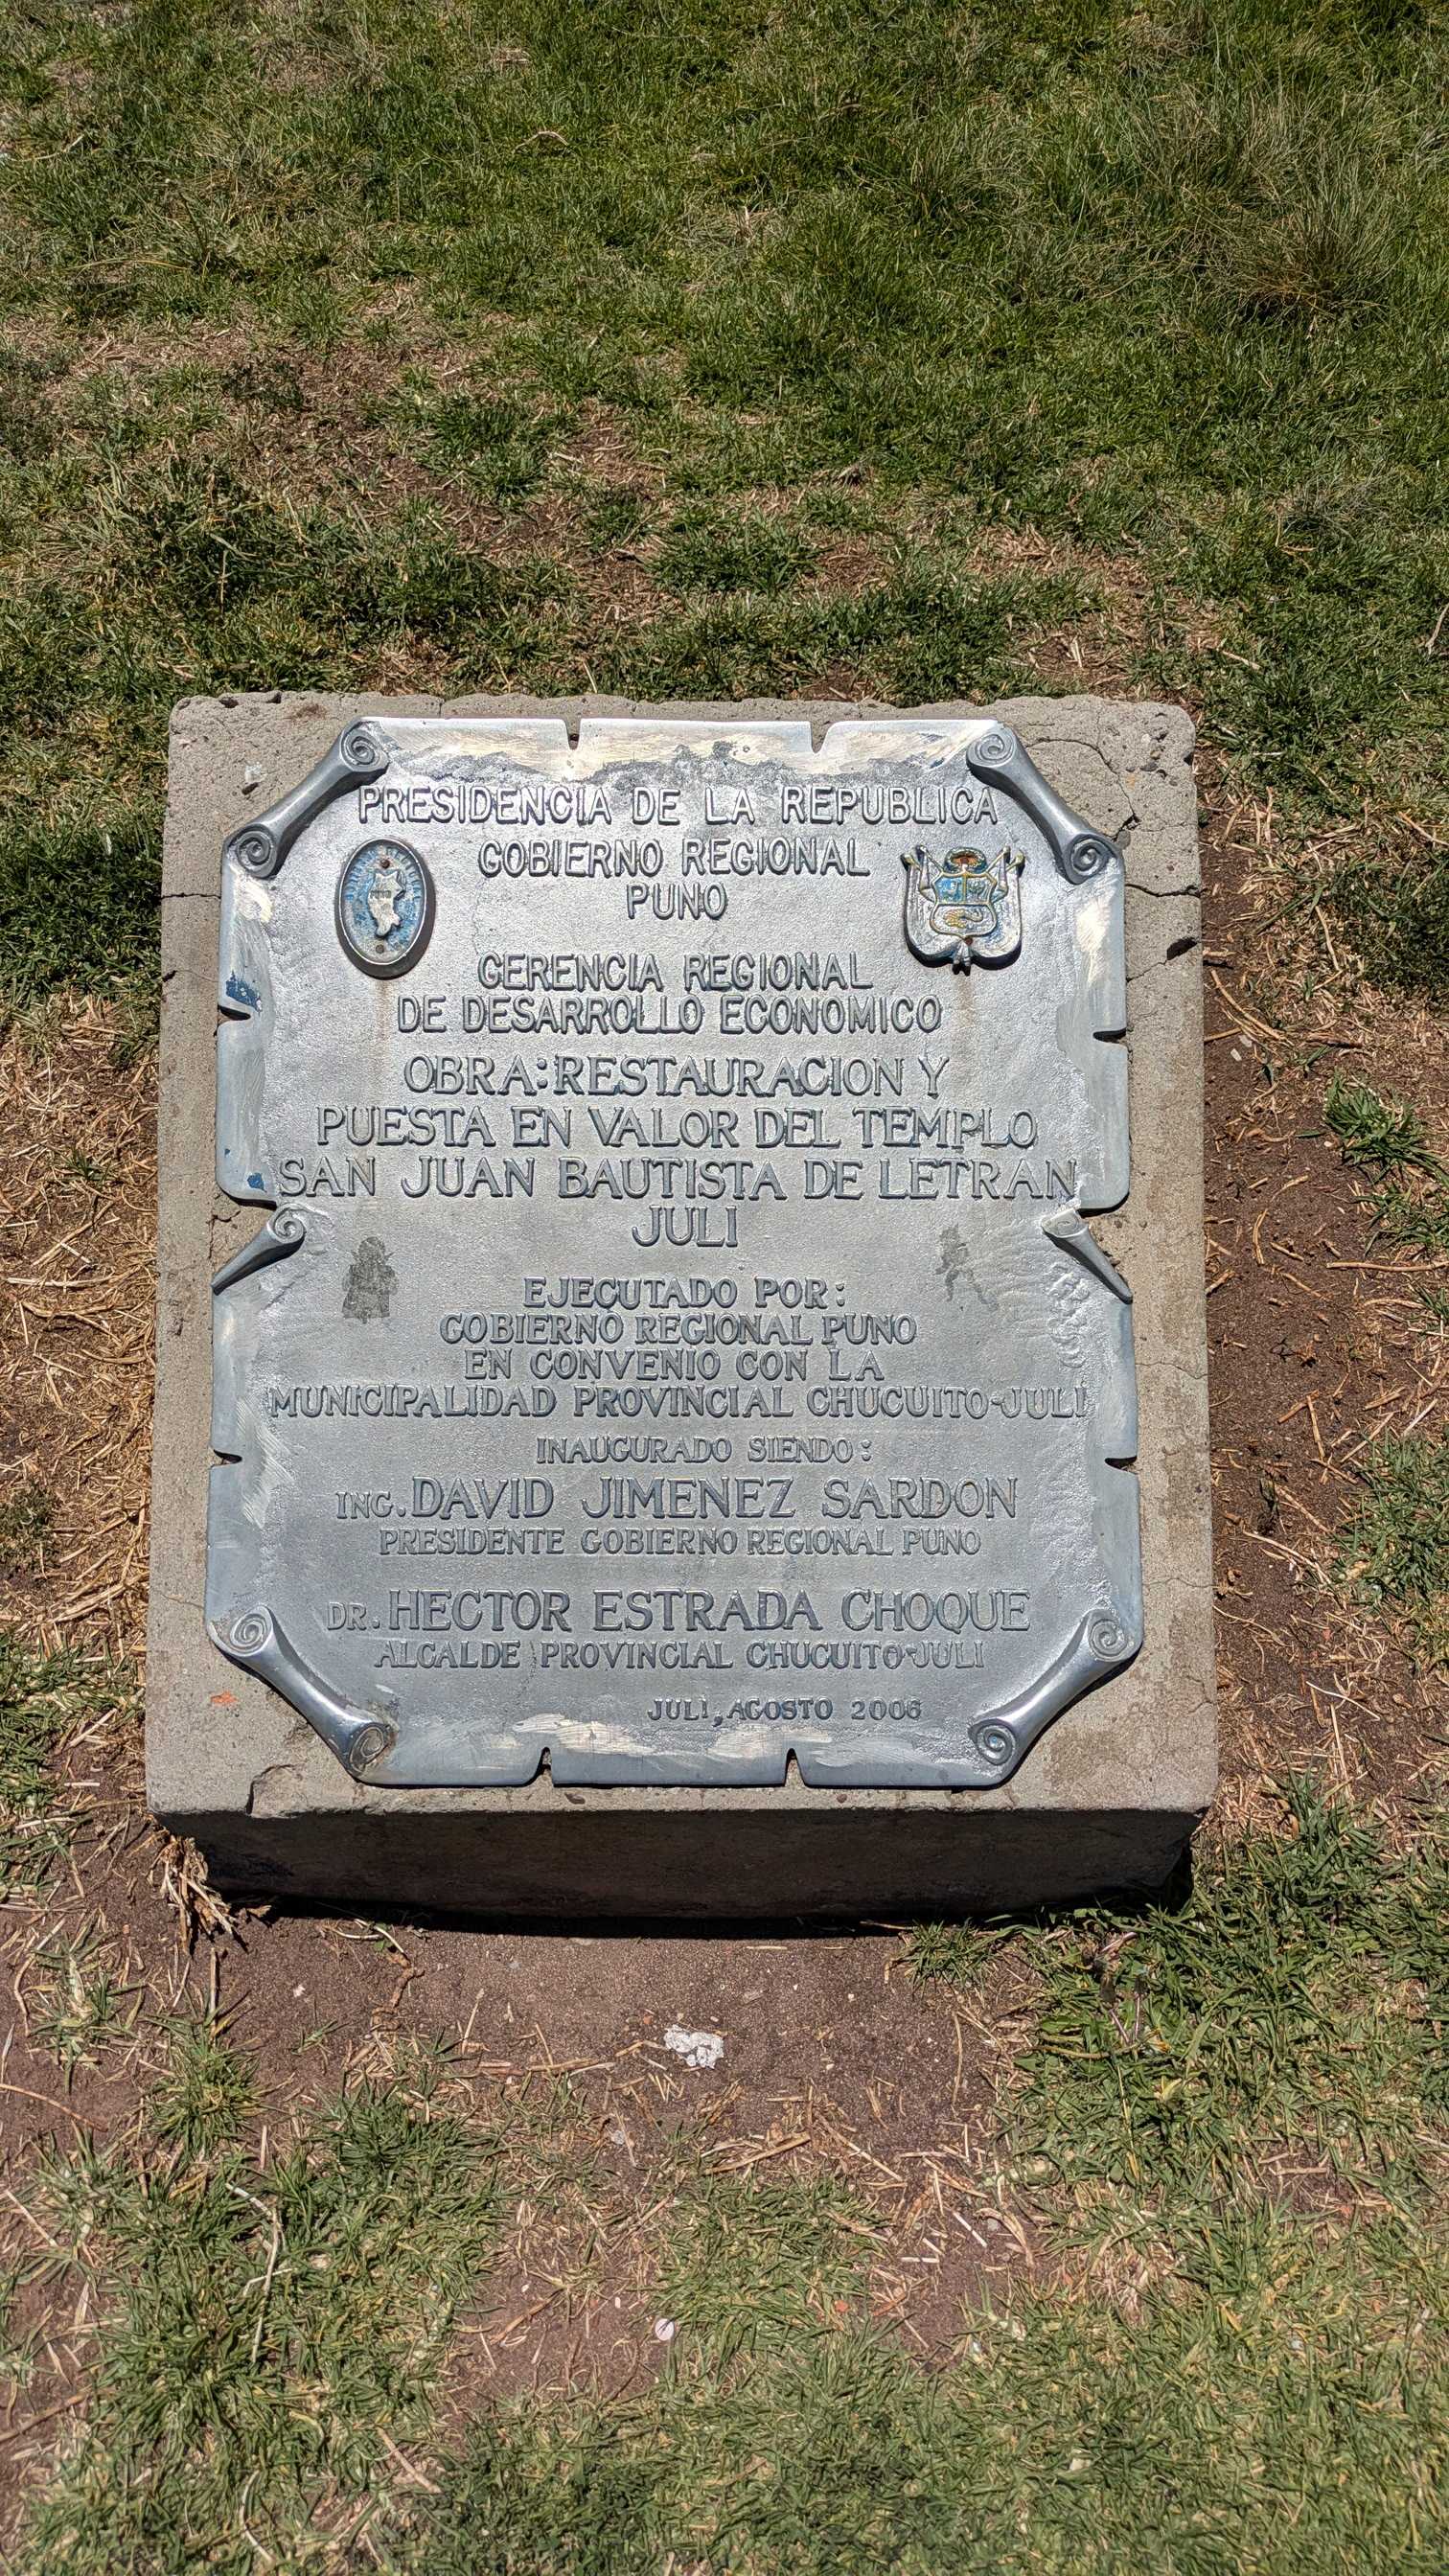 PRESIDENCIA DE LA REPUBLICA
GOBIERNO REGIONAL
PUNO
GERENCIA REGIONAL
DE DESARROLLO ECONOMICO
OBRA: RESTAURACION Y
PUESTA EN VALOR DEL TEMPLO
SAN JUAN BAUTISTA DE LETRAN
JULI
EJECUTADO POR:
GOBIERNO REGIONAL PUNO
EN CONVENIO CON LA
MUNICIPALIDAD PROVINCIAL CHUCUITO-JULI
INAUGURADO SIENDO:
ING. DAVID JIMENEZ SARDON
PRESIDENTE GOBIERNO REGIONAL PUNO
DR. HECTOR ESTRADA CHOQUE
ALCALDE PROVINCIAL CHUCUITO-JULI
JULI, AGOSTO 2006